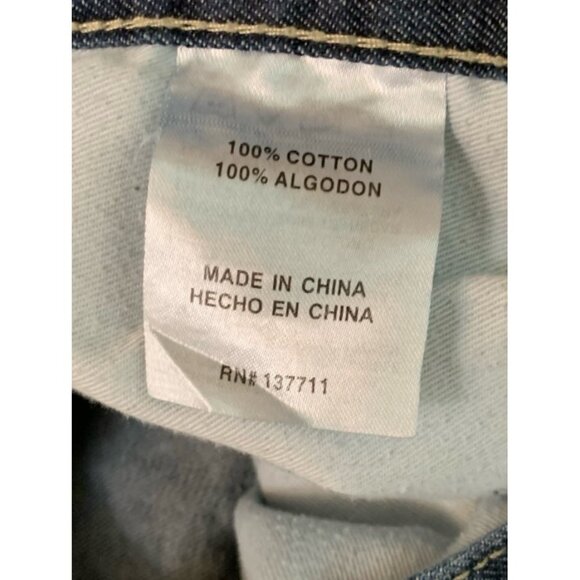 100% COTTON
100% ALGODON
MADE IN CHINA
HECHO EN CHINA
RN# 137711